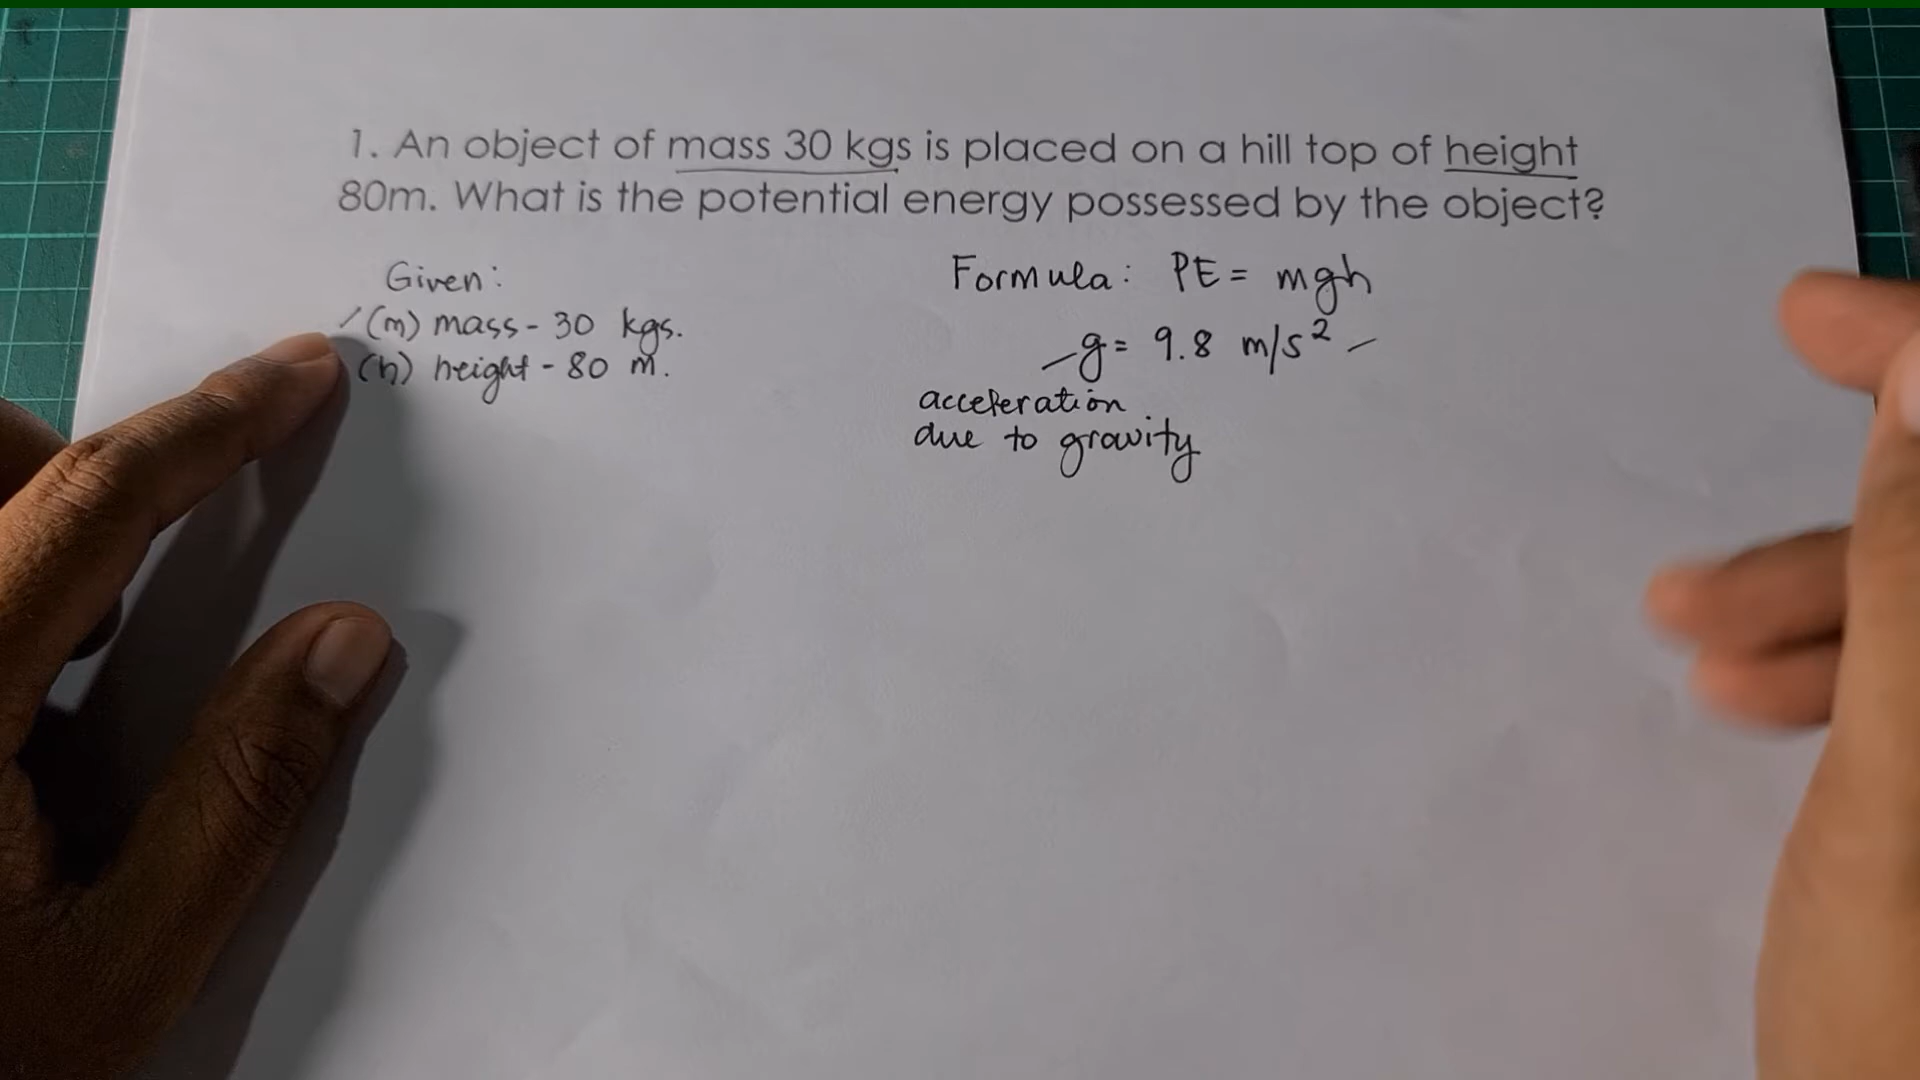 1. An object of mass 30 kgs is placed on a hill top of height
80m. What is the potential energy possessed by the object?
Given:
(m) mass - 30 kgs.
(h) height - 80 m.
Formula: PE = mgh
g = 9.8 m/s²
acceleration
due to gravity